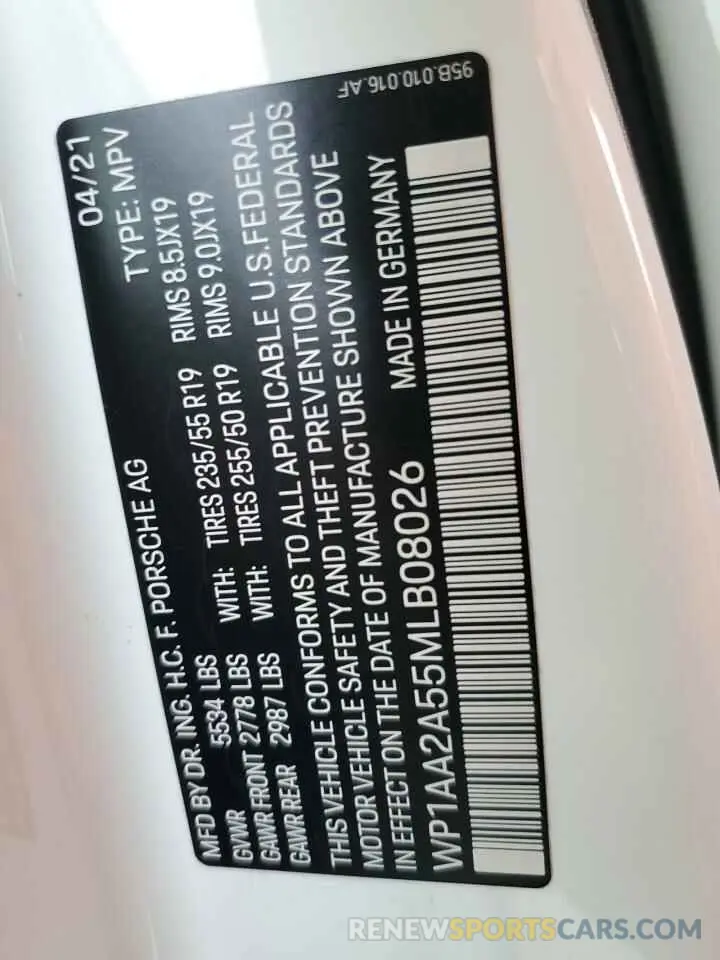 95B.010.016.AF
04/21
MFD BY DR. ING. H.C. F. PORSCHE AG TYPE: MPV
GVWR 5534 LBS WITH: TIRES 235/55 R19 RIMS 8.5JX19
GAWR FRONT 2778 LBS WITH: TIRES 255/50 R19 RIMS 9.0JX19
GAWR REAR 2987 LBS
THIS VEHICLE CONFORMS TO ALL APPLICABLE U.S. FEDERAL
MOTOR VEHICLE SAFETY AND THEFT PREVENTION STANDARDS
IN EFFECT ON THE DATE OF MANUFACTURE SHOWN ABOVE
WP1AA2A55MLB08026 MADE IN GERMANY
RENEWSPORTSCARS.COM